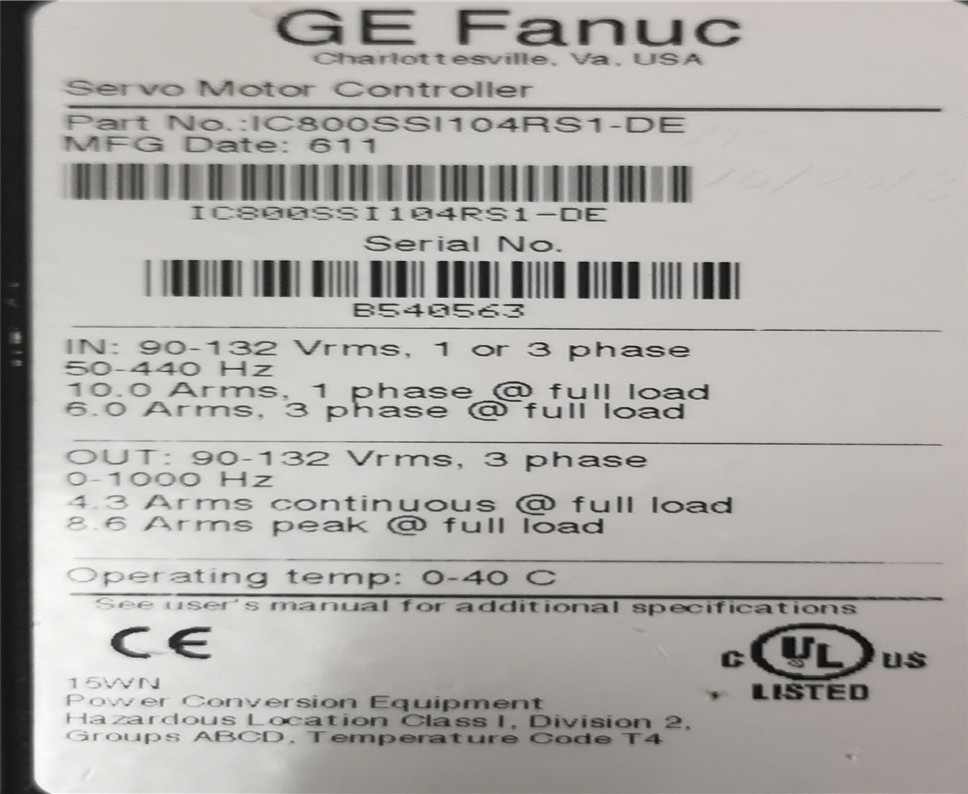 GE Fanuc
Charlottesville, Va, USA
Servo Motor Controller
Part No.:IC800SSI104RS1-DE
MFG Date: 611
IC800SSI104RS1-DE
Serial No.
B540563
IN: 90-132 Vrms, 1 or 3 phase
50-440 Hz
10.0 Arms, 1 phase @ full load
6.0 Arms, 3 phase @ full load
OUT: 90-132 Vrms, 3 phase
0-1000 Hz
4.3 Arms continuous @ full load
8.6 Arms peak @ full load
Operating temp: 0-40 C
See user's manual for additional specifications
CE
C UL US
LISTED
15WN
Power Conversion Equipment
Hazardous Location Class I, Division 2,
Groups ABCD, Temperature Code T4